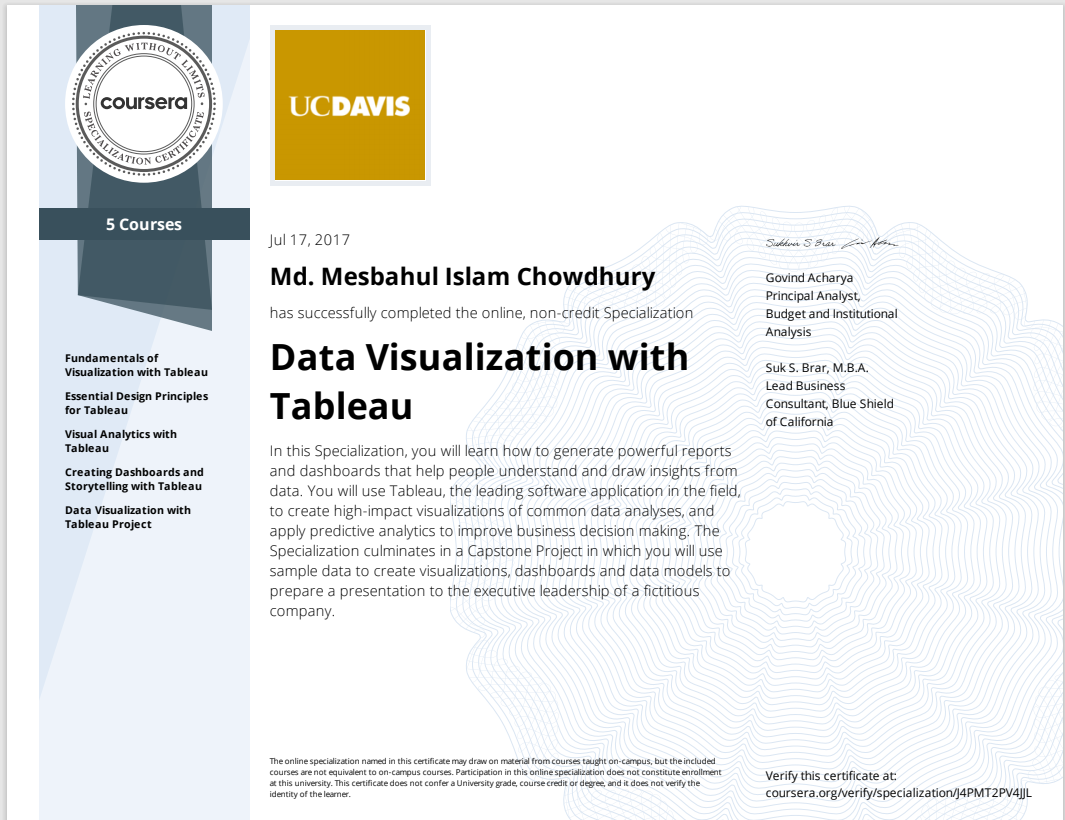 LEARNING WITHOUT LIMITS
coursera
SPECIALIZATION CERTIFICATE
5 Courses
Fundamentals of
Visualization with Tableau
Essential Design Principles
for Tableau
Visual Analytics with
Tableau
Creating Dashboards and
Storytelling with Tableau
Data Visualization with
Tableau Project
UCDAVIS
Jul 17, 2017
Md. Mesbahul Islam Chowdhury
has successfully completed the online, non-credit Specialization
Data Visualization with
Tableau
In this Specialization, you will learn how to generate powerful reports
and dashboards that help people understand and draw insights from
data. You will use Tableau, the leading software application in the field,
to create high-impact visualizations of common data analyses, and
apply predictive analytics to improve business decision making. The
Specialization culminates in a Capstone Project in which you will use
sample data to create visualizations, dashboards and data models to
prepare a presentation to the executive leadership of a fictitious
company.
The online specialization named in this certificate may draw on material from courses taught on-campus, but the included
courses are not equivalent to on-campus courses. Participation in this online specialization does not constitute enrollment
at this university. This certificate does not confer a University grade, course credit or degree, and it does not verify the
identity of the learner.
Sukhvir S Brar
Govind Acharya
Principal Analyst,
Budget and Institutional
Analysis
Suk S. Brar, M.B.A.
Lead Business
Consultant, Blue Shield
of California
Verify this certificate at:
coursera.org/verify/specialization/J4PMT2PV4JJL